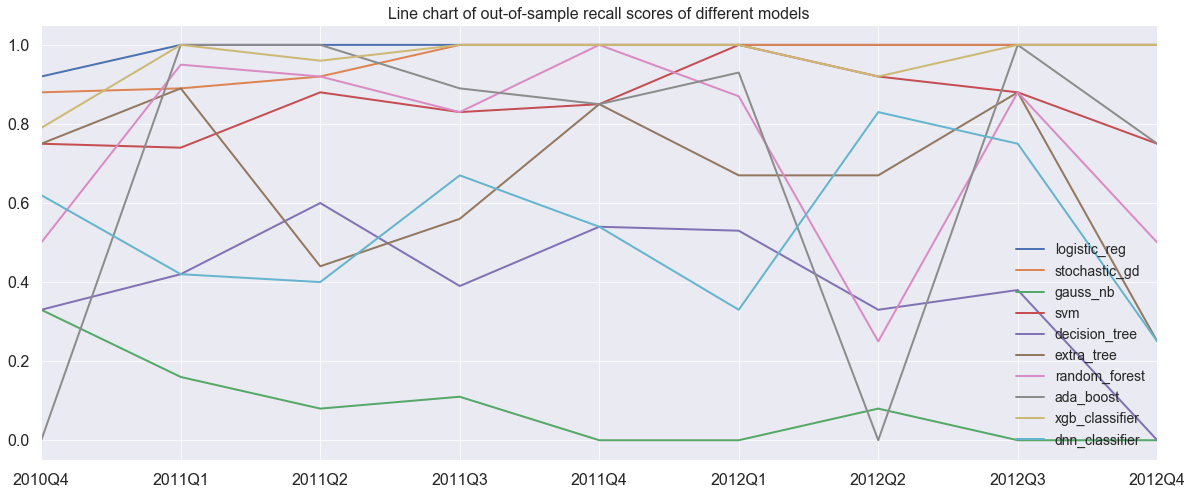 Line chart of out-of-sample recall scores of different models
1.0
0.8
0.6
0.4
0.2
0.0
logistic_reg
stochastic_gd
gauss_nb
svm
decision_tree
extra_tree
random_forest
ada_boost
xgb_classifier
dnn_classifier
2010Q4 2011Q1 2011Q2 2011Q3 2011Q4 2012Q1 2012Q2 2012Q3 2012Q4